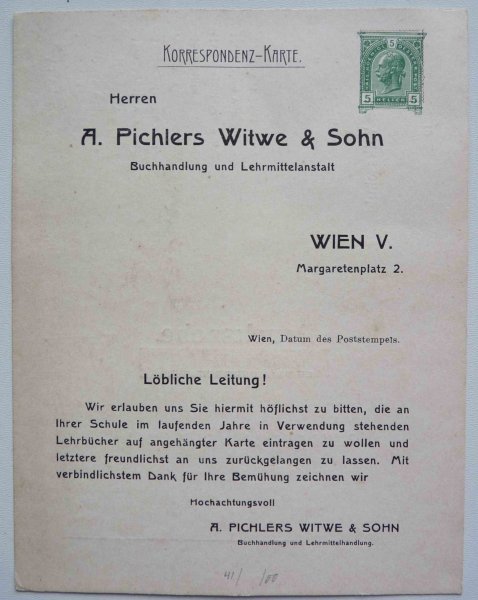 KORRESPONDENZ-KARTE.
5
5 HELLER 5
Herren
A. Pichlers Witwe & Sohn
Buchhandlung und Lehrmittelanstalt
WIEN V.
Margaretenplatz 2.
Wien, Datum des Poststempels.
Löbliche Leitung!
Wir erlauben uns Sie hiermit höflichst zu bitten, die an
Ihrer Schule im laufenden Jahre in Verwendung stehenden
Lehrbücher auf angehängter Karte eintragen zu wollen und
letztere freundlichst an uns zurückgelangen zu lassen. Mit
verbindlichstem Dank für Ihre Bemühung zeichnen wir
Hochachtungsvoll
A. PICHLERS WITWE & SOHN
Buchhandlung und Lehrmittelhandlung.